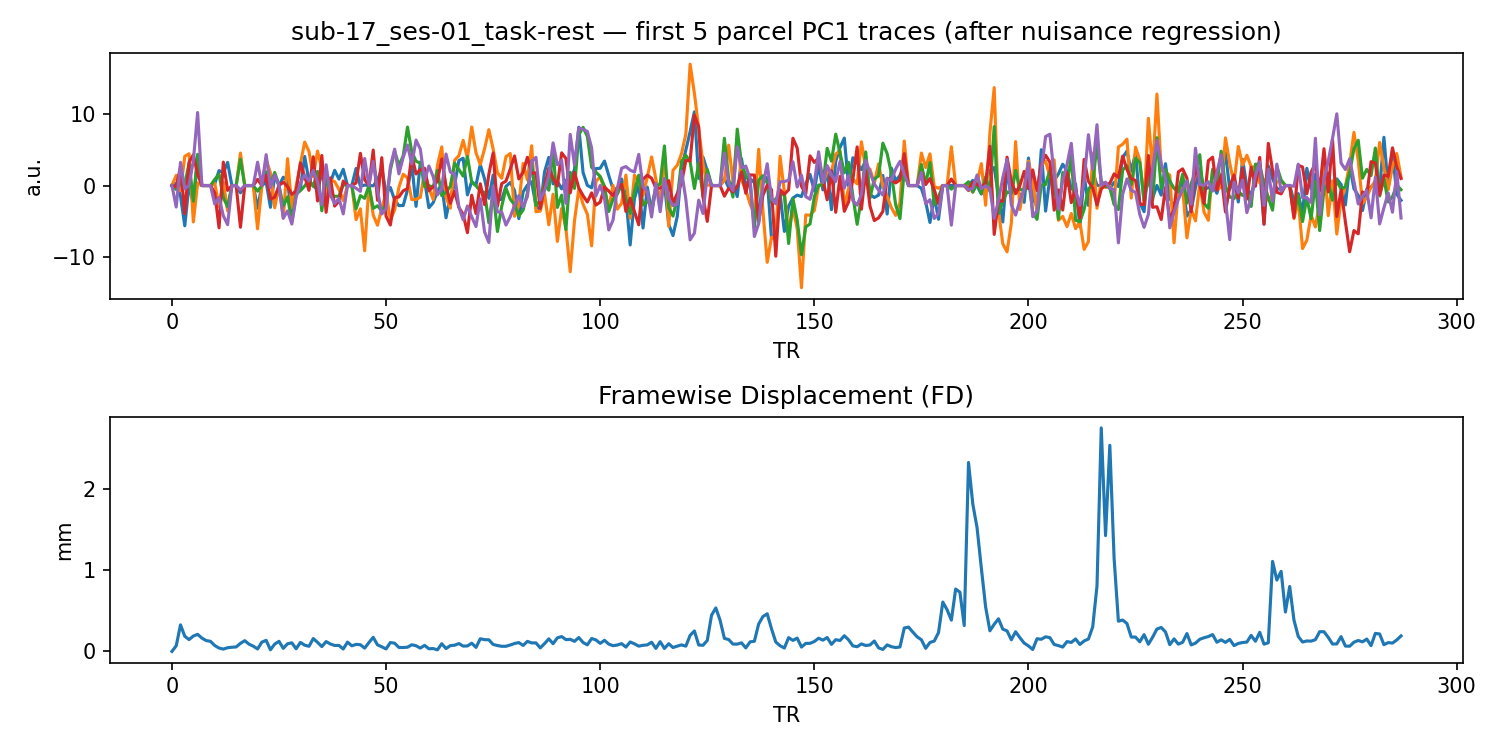 sub-17_ses-01_task-rest — first 5 parcel PC1 traces (after nuisance regression)
a.u.
10
0
−10
0 50 100 150 200 250 300
TR
Framewise Displacement (FD)
mm
2
1
0
0 50 100 150 200 250 300
TR